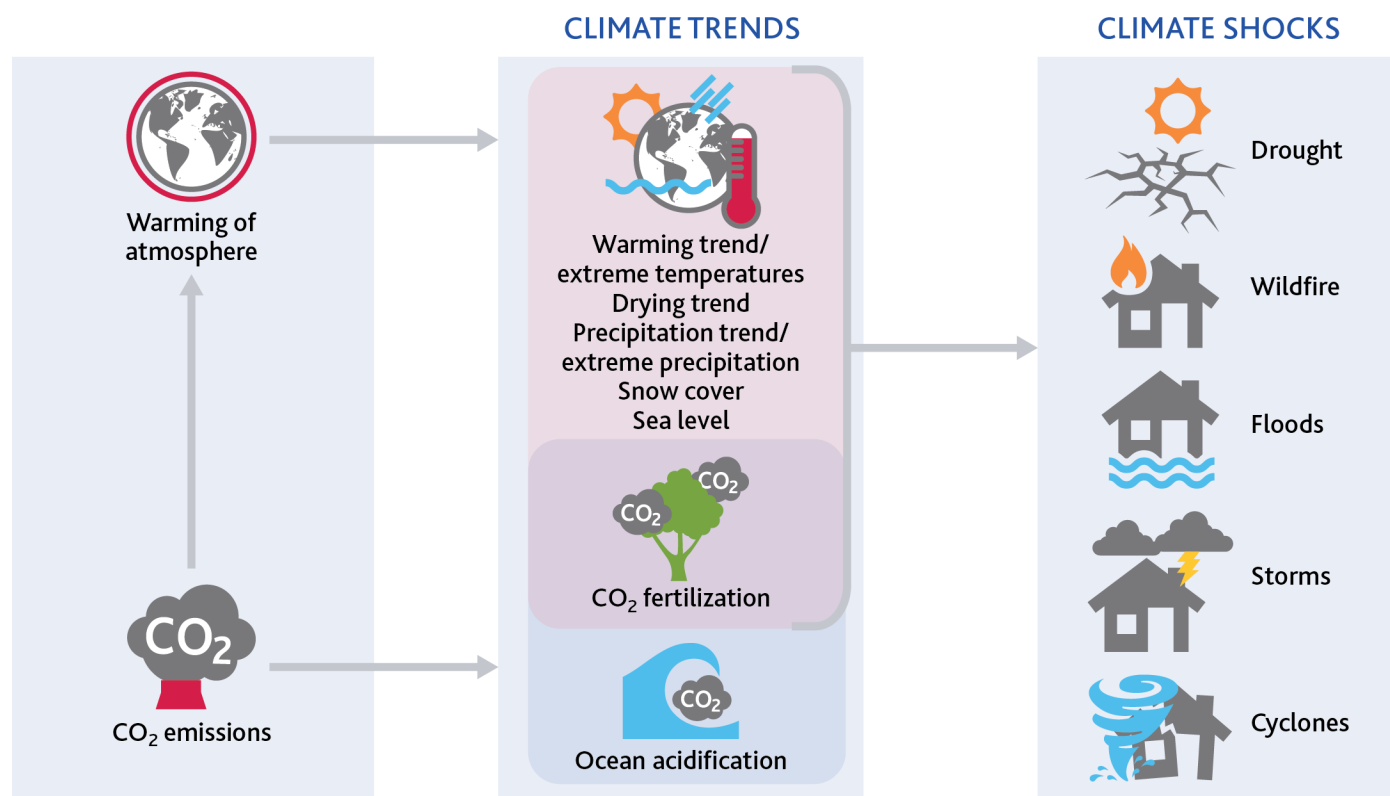 CLIMATE TRENDS
CLIMATE SHOCKS
Warming of
atmosphere
CO₂
CO₂ emissions
Warming trend/
extreme temperatures
Drying trend
Precipitation trend/
extreme precipitation
Snow cover
Sea level
CO₂
CO₂
CO₂ fertilization
CO₂
Ocean acidification
Drought
Wildfire
Floods
Storms
Cyclones